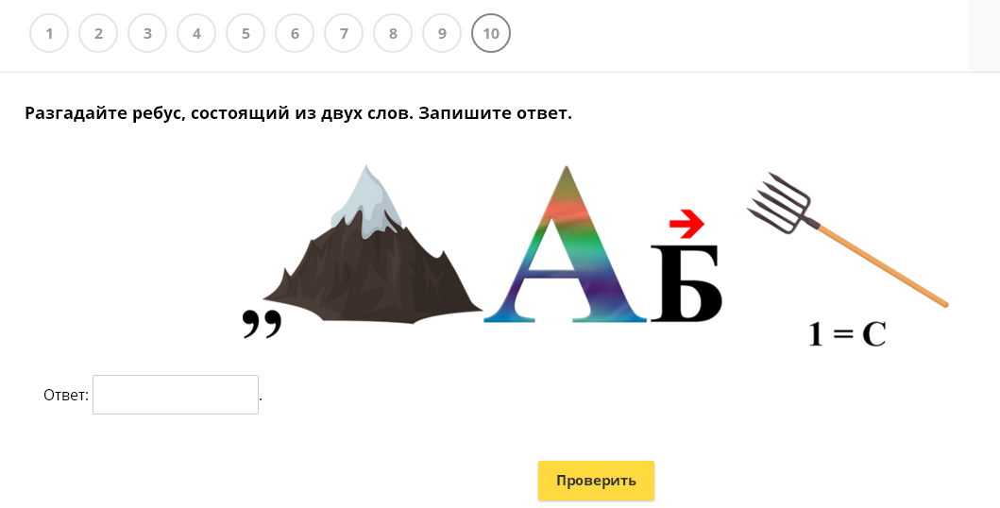 1 2 3 4 5 6 7 8 9 10
Разгадайте ребус, состоящий из двух слов. Запишите ответ.
„ А Б
1 = С
Ответ: .
Проверить